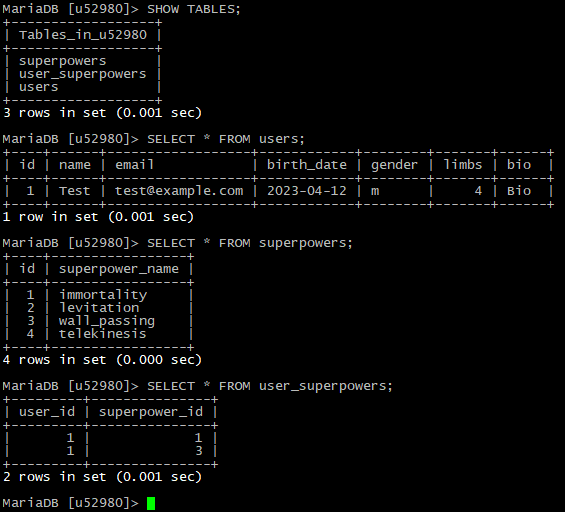 MariaDB [u52980]> SHOW TABLES;
+------------------+
| Tables_in_u52980 |
+------------------+
| superpowers      |
| user_superpowers |
| users            |
+------------------+
3 rows in set (0.001 sec)
MariaDB [u52980]> SELECT * FROM users;
+----+------+------------------+------------+--------+-------+------+
| id | name | email            | birth_date | gender | limbs | bio  |
+----+------+------------------+------------+--------+-------+------+
|  1 | Test | test@example.com | 2023-04-12 | m      |     4 | Bio  |
+----+------+------------------+------------+--------+-------+------+
1 row in set (0.001 sec)
MariaDB [u52980]> SELECT * FROM superpowers;
+----+-----------------+
| id | superpower_name |
+----+-----------------+
|  1 | immortality     |
|  2 | levitation      |
|  3 | wall_passing    |
|  4 | telekinesis     |
+----+-----------------+
4 rows in set (0.000 sec)
MariaDB [u52980]> SELECT * FROM user_superpowers;
+---------+---------------+
| user_id | superpower_id |
+---------+---------------+
|       1 |             1 |
|       1 |             3 |
+---------+---------------+
2 rows in set (0.001 sec)
MariaDB [u52980]>